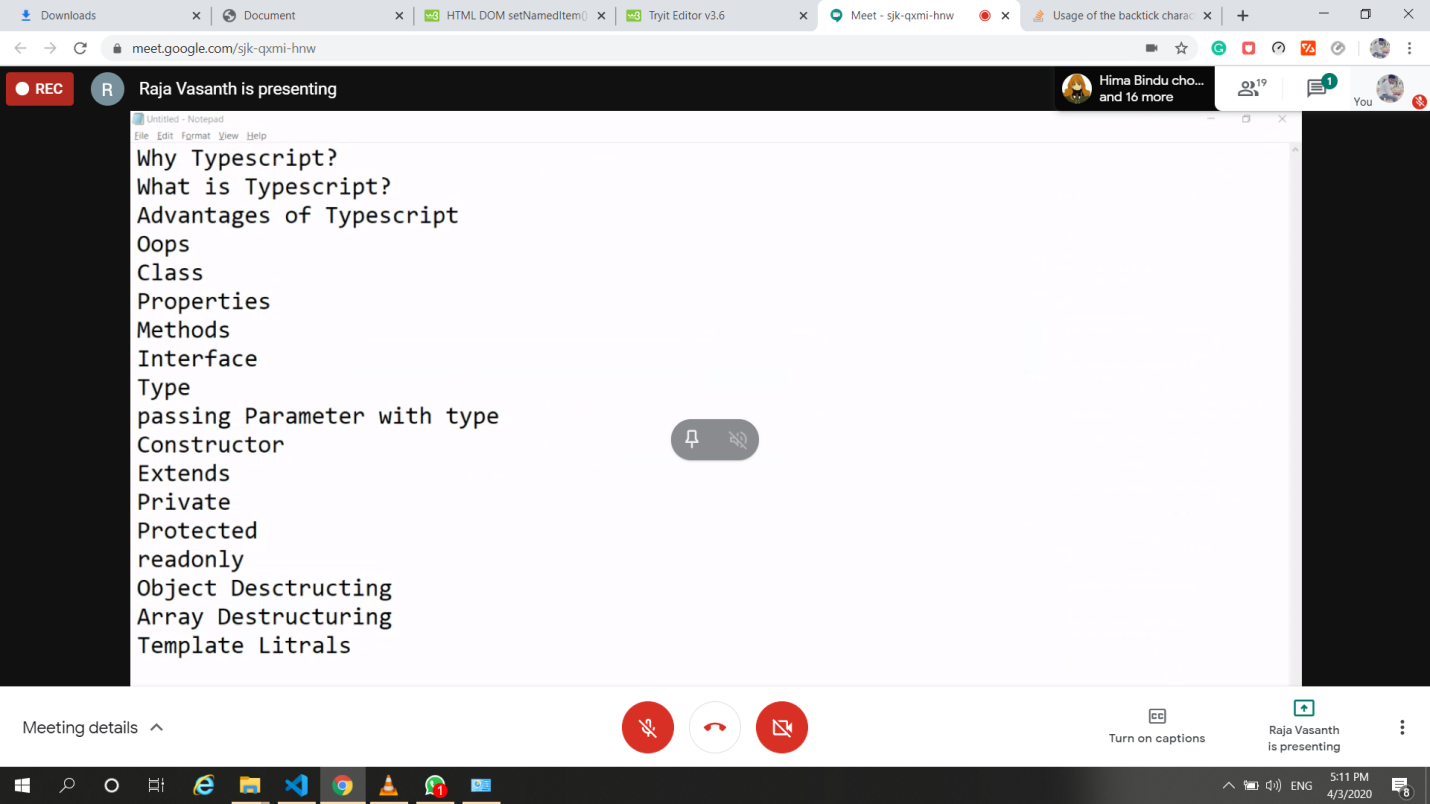 Downloads
Document
HTML DOM setNamedItem()
Tryit Editor v3.6
Meet - sjk-qxmi-hnw
Usage of the backtick charac
meet.google.com/sjk-qxmi-hnw
REC
R
Raja Vasanth is presenting
Hima Bindu cho...
and 16 more
19
1
You
Untitled - Notepad
File Edit Format View Help
Why Typescript?
What is Typescript?
Advantages of Typescript
Oops
Class
Properties
Methods
Interface
Type
passing Parameter with type
Constructor
Extends
Private
Protected
readonly
Object Desctructing
Array Destructuring
Template Litrals
Meeting details
CC
Turn on captions
Raja Vasanth
is presenting
1
ENG
5:11 PM
4/3/2020
8